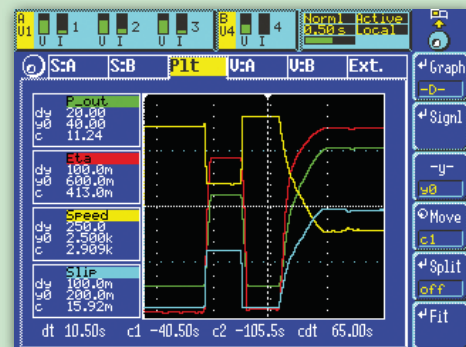 A
U1
U I 1
U I 2
U I 3
B
U4
U I 4
Norml Active
0.50 s Local
S:A S:B Plt U:A U:B Ext.
P_out
dy 20.00
y0 40.00
c 11.24
Eta
dy 100.0m
y0 600.0m
c 413.0m
Speed
dy 250.0
y0 2.500k
c 2.909k
Slip
dy 100.0m
y0 200.0m
c 15.92m
dt 10.50s c1 -40.50s c2 -105.5s cdt 65.00s
Graph
-D-
Signl
-y-
y0
Move
c1
Split
off
Fit